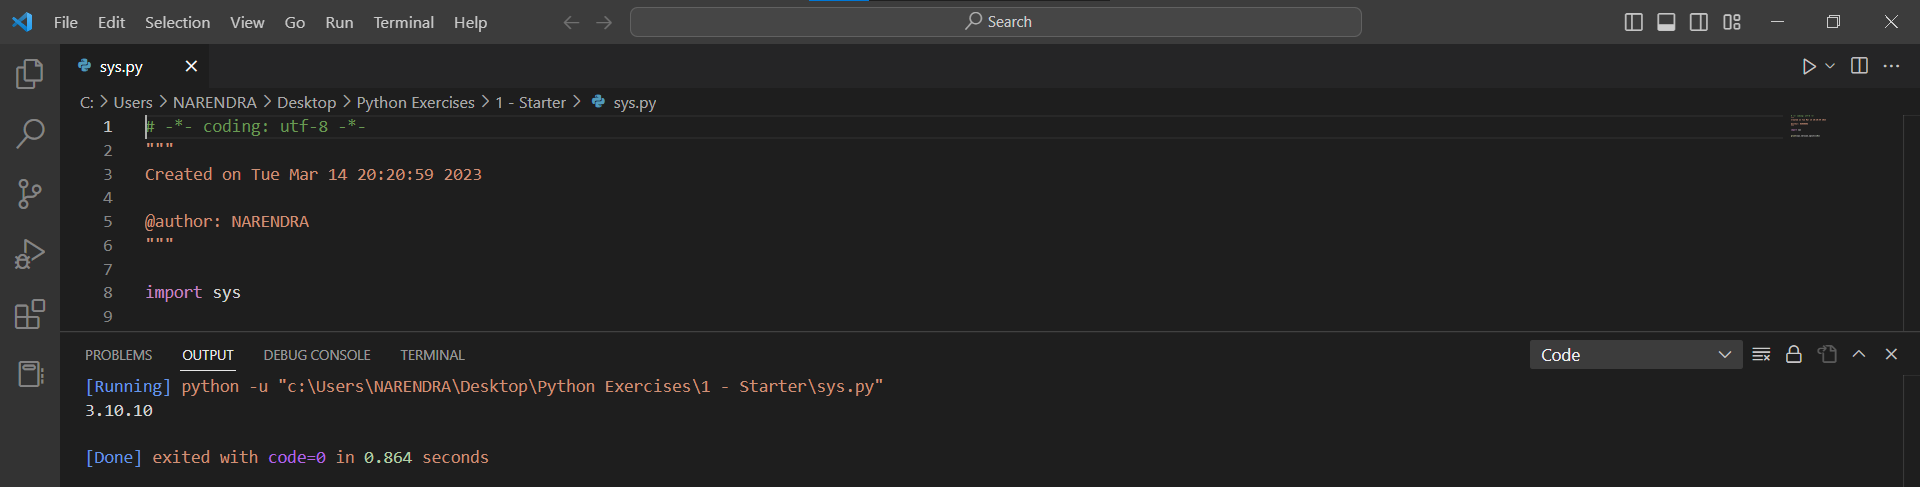 File Edit Selection View Go Run Terminal Help Search
sys.py
C: > Users > NARENDRA > Desktop > Python Exercises > 1 - Starter > sys.py
1 # -*- coding: utf-8 -*-
2 """
3 Created on Tue Mar 14 20:20:59 2023
4
5 @author: NARENDRA
6 """
7
8 import sys
9
PROBLEMS OUTPUT DEBUG CONSOLE TERMINAL Code
[Running] python -u "c:\Users\NARENDRA\Desktop\Python Exercises\1 - Starter\sys.py"
3.10.10
[Done] exited with code=0 in 0.864 seconds